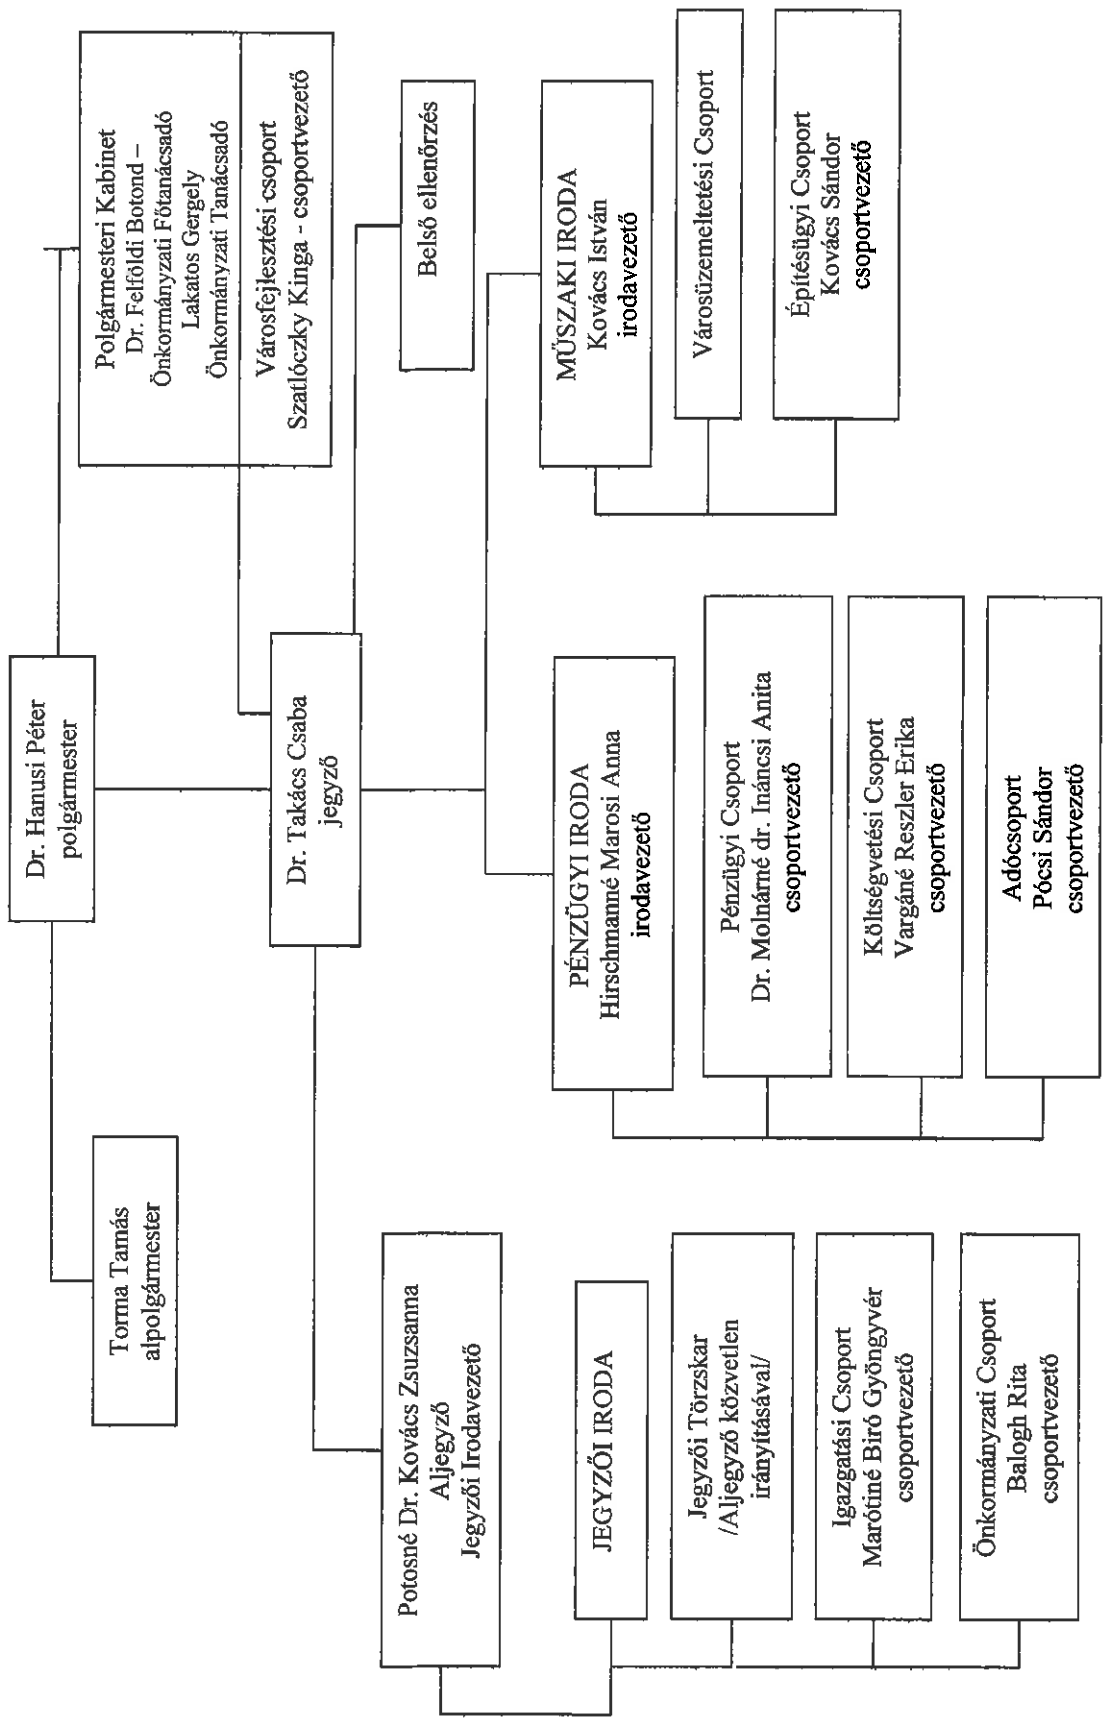 Dr. Hanusi Péter
polgármester
Torma Tamás
alpolgármester
Polgármesteri Kabinet
Dr. Felföldi Botond –
Önkormányzati Főtanácsadó
Lakatos Gergely
Önkormányzati Tanácsadó
Városfejlesztési csoport
Szatlóczky Kinga - csoportvezető
Dr. Takács Csaba
jegyző
Belső ellenőrzés
Potosné Dr. Kovács Zsuzsanna
Aljegyző
Jegyzői Irodavezető
JEGYZŐI IRODA
Jegyzői Törzskar
/Aljegyző közvetlen
irányításával/
Igazgatási Csoport
Marótiné Biró Gyöngyvér
csoportvezető
Önkormányzati Csoport
Balogh Rita
csoportvezető
PÉNZÜGYI IRODA
Hirschmanné Marosi Anna
irodavezető
Pénzügyi Csoport
Dr. Molnárné dr. Ináncsi Anita
csoportvezető
Költségvetési Csoport
Vargáné Reszler Erika
csoportvezető
Adócsoport
Pócsi Sándor
csoportvezető
MŰSZAKI IRODA
Kovács István
irodavezető
Városüzemeltetési Csoport
Építésügyi Csoport
Kovács Sándor
csoportvezető